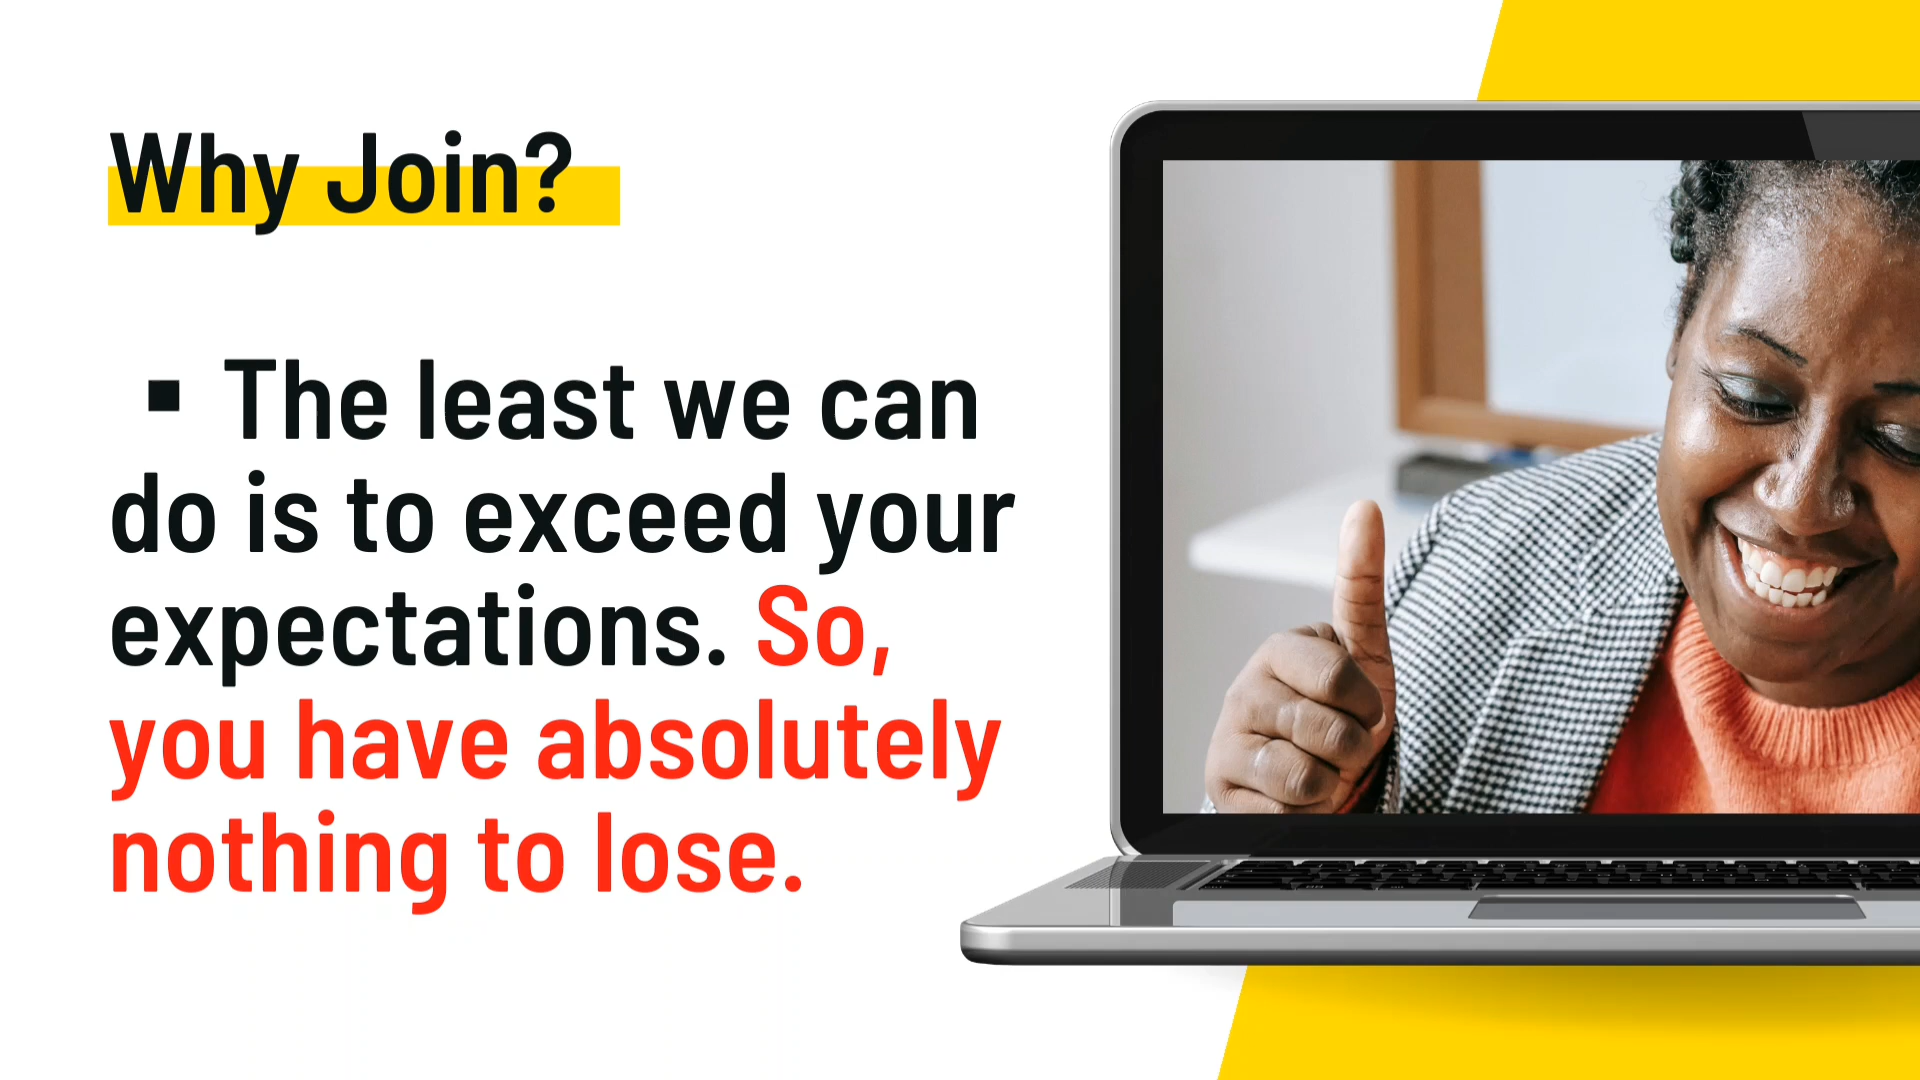 Why Join?
▪ The least we can
do is to exceed your
expectations. So,
you have absolutely
nothing to lose.